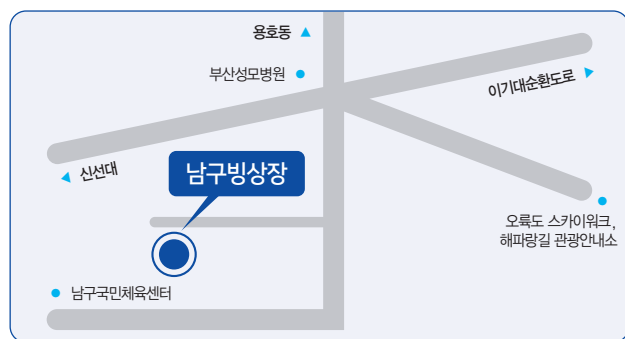 용호동
부산성모병원
이기대순환도로
신선대
남구빙상장
오륙도 스카이워크,
해파랑길 관광안내소
남구국민체육센터